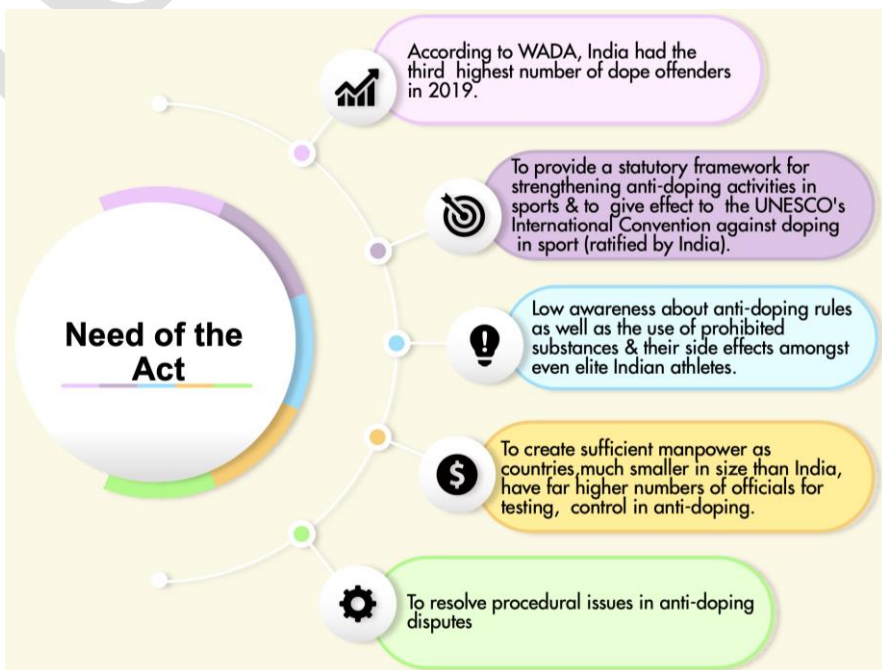 According to WADA, India had the
third highest number of dope offenders
in 2019.
To provide a statutory framework for
strengthening anti-doping activities in
sports & to give effect to the UNESCO's
International Convention against doping
in sport (ratified by India).
Need of the
Act
Low awareness about anti-doping rules
as well as the use of prohibited
substances & their side effects amongst
even elite Indian athletes.
To create sufficient manpower as
countries,much smaller in size than India,
have far higher numbers of officials for
testing, control in anti-doping.
To resolve procedural issues in anti-doping
disputes